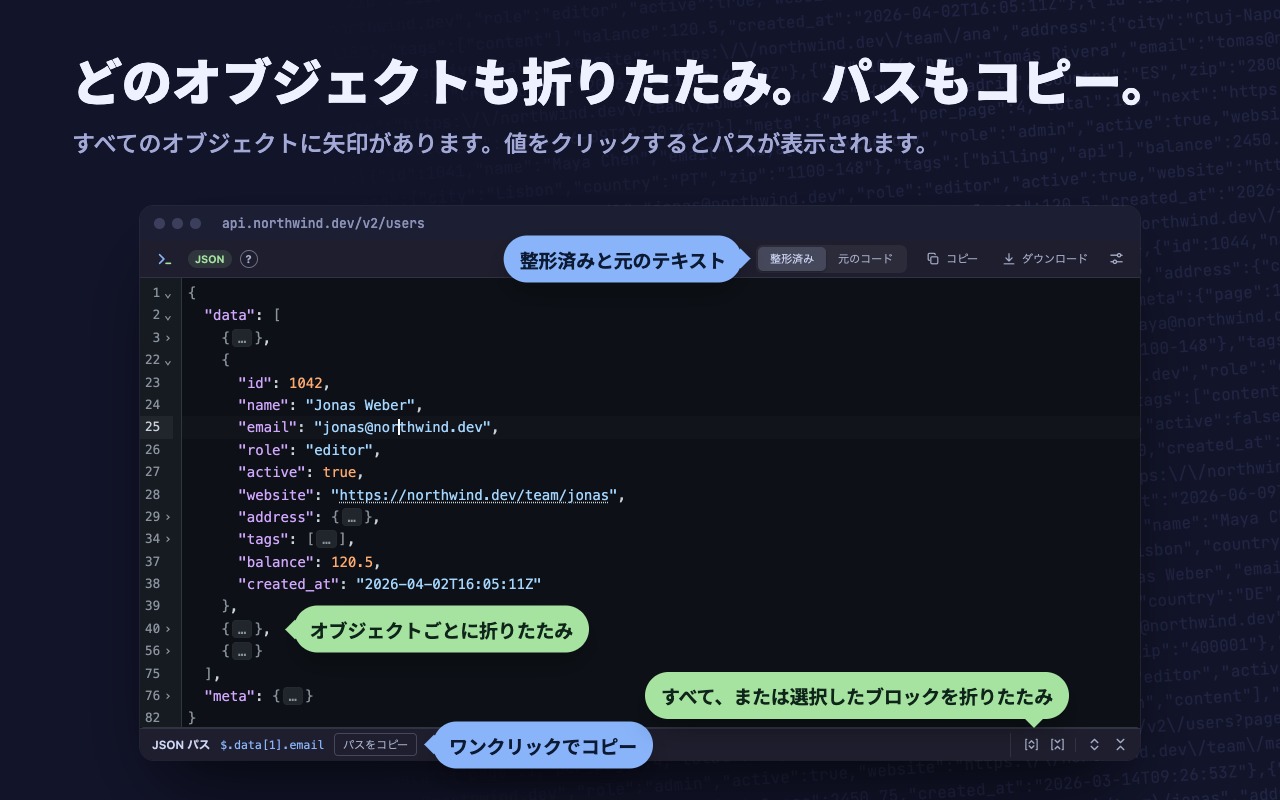 どのオブジェクトも折りたたみ。パスもコピー。
すべてのオブジェクトに矢印があります。値をクリックするとパスが表示されます。
api.northwind.dev/v2/users
JSON ?
整形済みと元のテキスト
整形済み 元のコード コピー ダウンロード
1 {
2 "data": [
3 {…},
22 {
23 "id": 1042,
24 "name": "Jonas Weber",
25 "email": "jonas@northwind.dev",
26 "role": "editor",
27 "active": true,
28 "website": "https://northwind.dev/team/jonas",
29 "address": {…},
34 "tags": […],
37 "balance": 120.5,
38 "created_at": "2026-04-02T16:05:11Z"
39 },
40 {…},
オブジェクトごとに折りたたみ
56 {…}
75 ],
76 "meta": {…}
すべて、または選択したブロックを折りたたみ
82 }
JSON パス $.data[1].email パスをコピー
ワンクリックでコピー